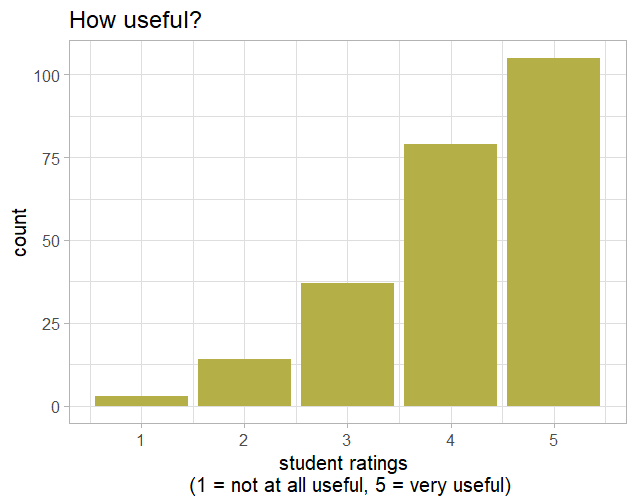 How useful?
count
100
75
50
25
0
1 2 3 4 5
student ratings
(1 = not at all useful, 5 = very useful)